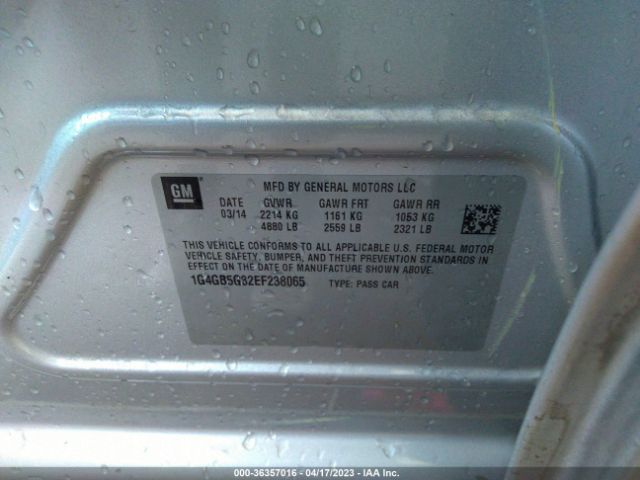 GM
MFD BY GENERAL MOTORS LLC
DATE GVWR GAWR FRT GAWR RR
03/14 2214 KG 1161 KG 1053 KG
4880 LB 2559 LB 2321 LB
THIS VEHICLE CONFORMS TO ALL APPLICABLE U.S. FEDERAL MOTOR
VEHICLE SAFETY, BUMPER, AND THEFT PREVENTION STANDARDS IN
EFFECT ON THE DATE OF MANUFACTURE SHOWN ABOVE.
1G4GB5G82EF238065 TYPE: PASS CAR
000-36357016 - 04/17/2023 - IAA Inc.